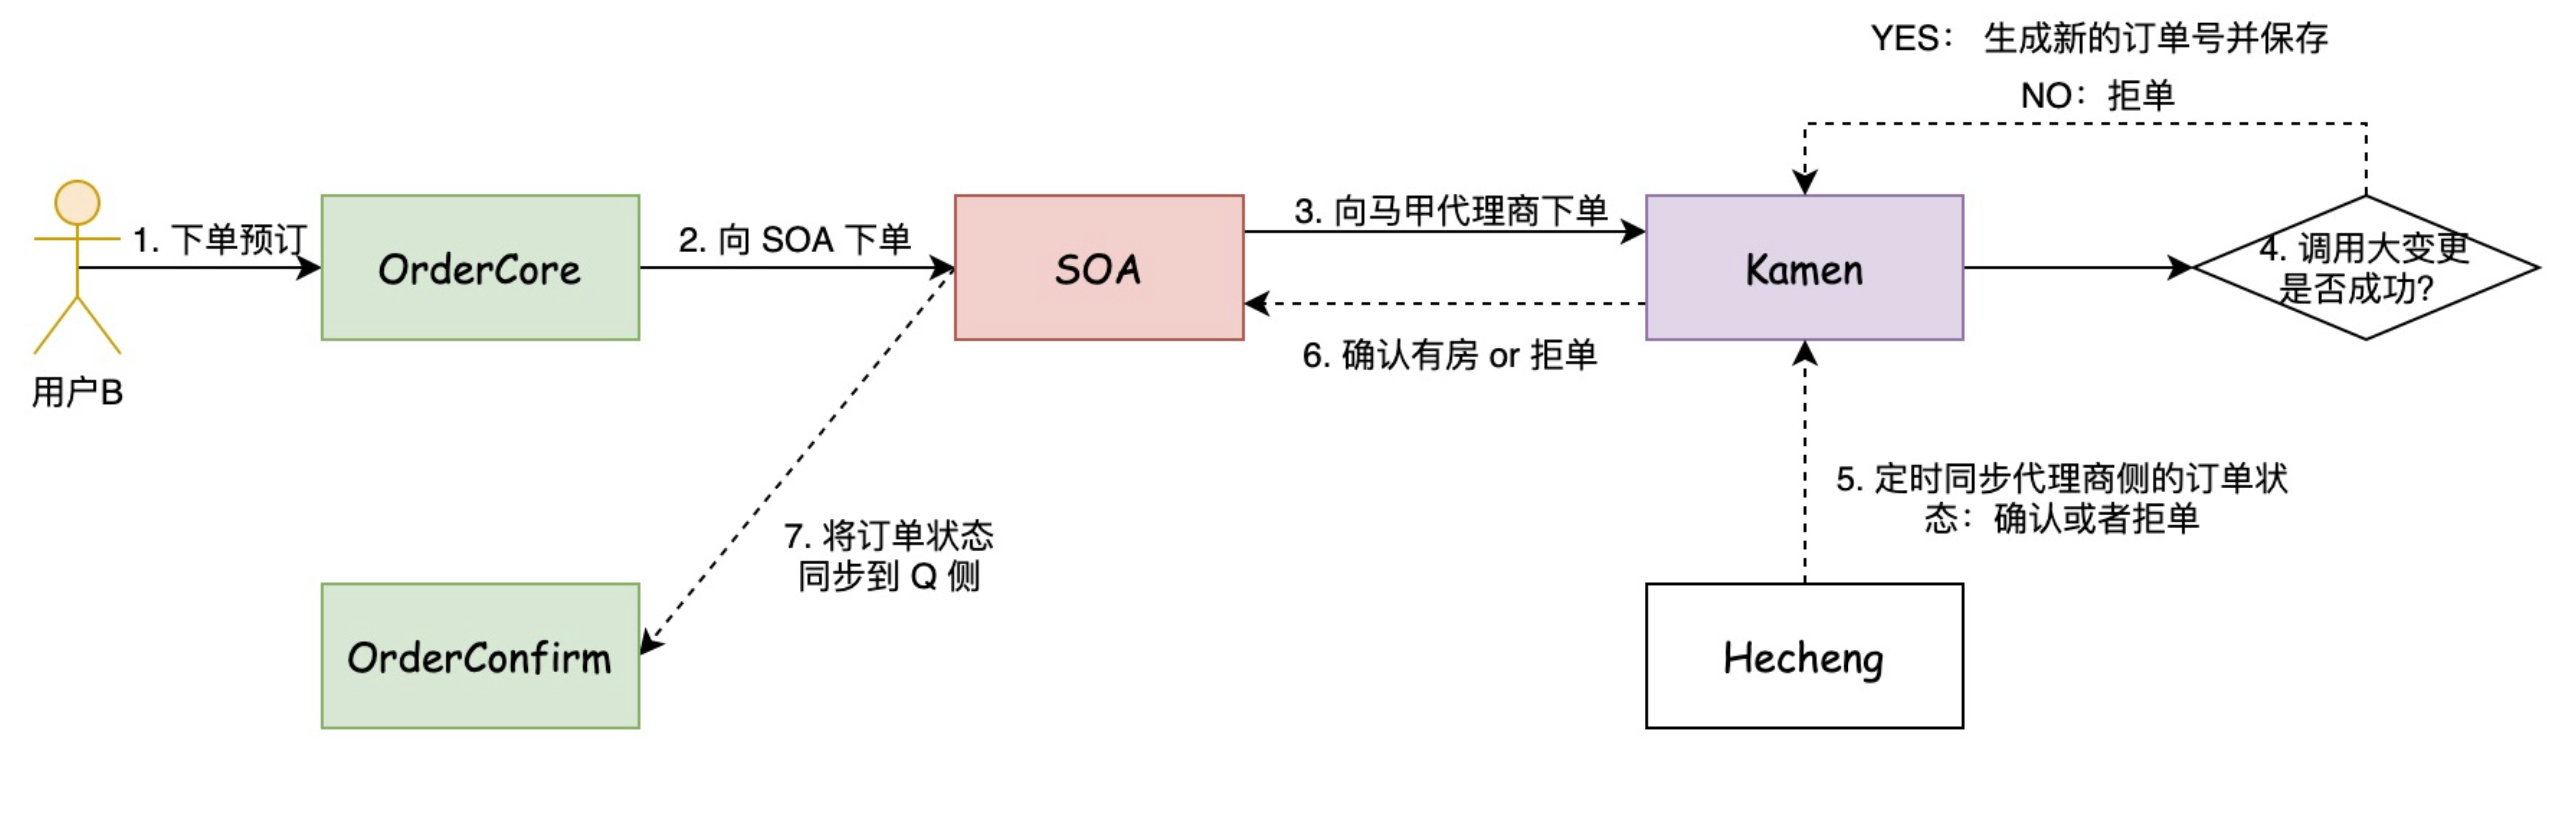 YES： 生成新的订单号并保存
NO：拒单
1. 下单预订
OrderCore
2. 向 SOA 下单
SOA
3. 向马甲代理商下单
Kamen
4. 调用大变更
是否成功?
6. 确认有房 or 拒单
用户B
5. 定时同步代理商侧的订单状
态：确认或者拒单
7. 将订单状态
同步到 Q 侧
OrderConfirm
Hecheng